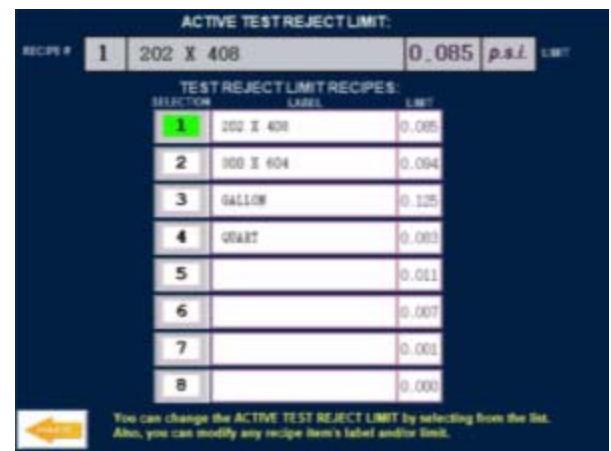 ACTIVE TEST REJECT LIMIT:
RECIPE # 1 202 X 408 0.085 p.s.i. LIMIT
TEST REJECT LIMIT RECIPES:
SELECTION LABEL LIMIT
1 202 X 408 0.085
2 300 X 604 0.094
3 GALLON 0.125
4 QUART 0.083
5 0.011
6 0.007
7 0.001
8 0.000
You can change the ACTIVE TEST REJECT LIMIT by selecting from the list.
Also, you can modify any recipe item's label and/or limit.